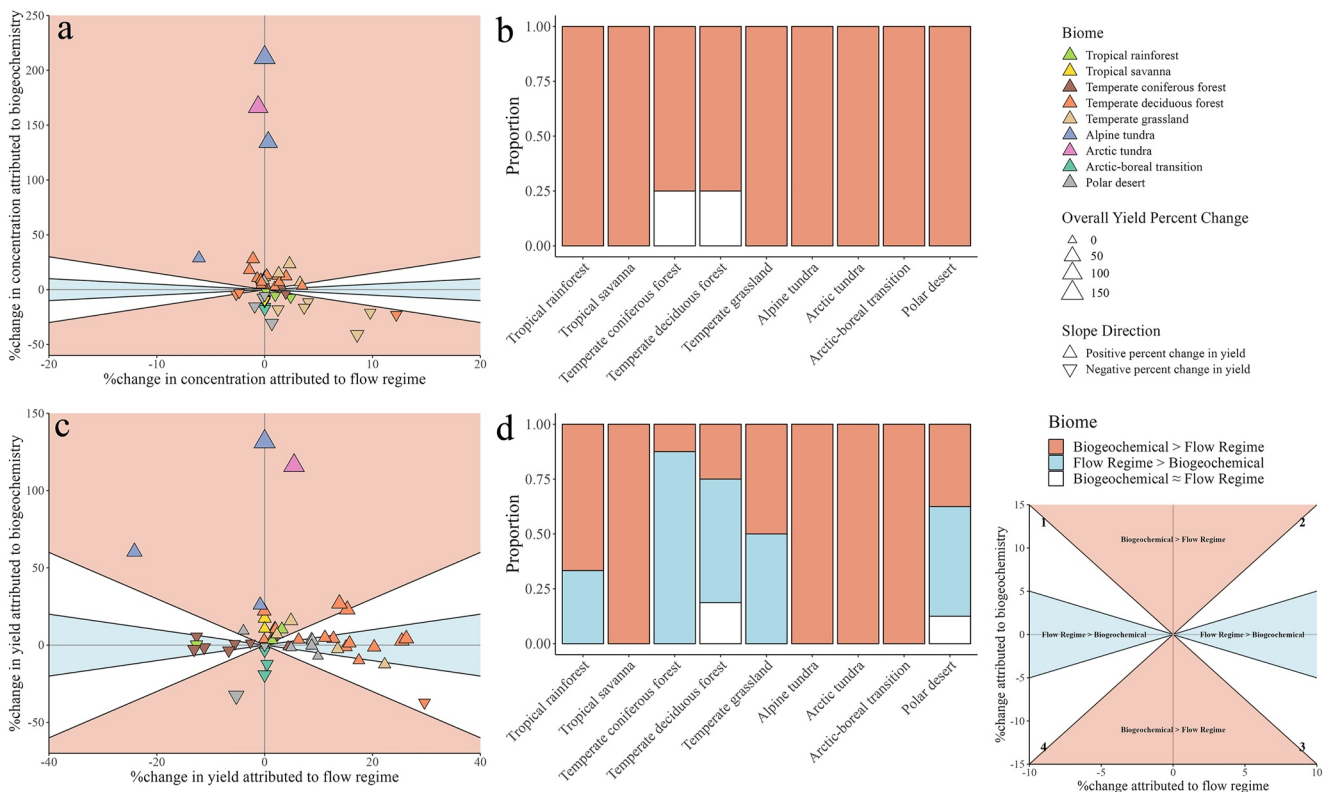 a
250
200
150
100
50
0
-50
-20
-10
0
10
20
%change in concentration attributed to biogeochemistry
%change in concentration attributed to flow regime
b
1.00
0.75
0.50
0.25
0.00
Proportion
Tropical rainforest
Tropical savanna
Temperate coniferous forest
Temperate deciduous forest
Temperate grassland
Alpine tundra
Arctic tundra
Arctic-boreal transition
Polar desert
Biome
Tropical rainforest
Tropical savanna
Temperate coniferous forest
Temperate deciduous forest
Temperate grassland
Alpine tundra
Arctic tundra
Arctic-boreal transition
Polar desert
Overall Yield Percent Change
0
50
100
150
Slope Direction
Positive percent change in yield
Negative percent change in yield
c
150
100
50
0
-50
-40
-20
0
20
40
%change in yield attributed to biogeochemistry
%change in yield attributed to flow regime
d
1.00
0.75
0.50
0.25
0.00
Proportion
Tropical rainforest
Tropical savanna
Temperate coniferous forest
Temperate deciduous forest
Temperate grassland
Alpine tundra
Arctic tundra
Arctic-boreal transition
Polar desert
Biome
Biogeochemical > Flow Regime
Flow Regime > Biogeochemical
Biogeochemical ≈ Flow Regime
15
10
5
0
-5
-10
-15
-10
-5
0
5
10
%change attributed to biogeochemistry
%change attributed to flow regime
1
2
Biogeochemical > Flow Regime
Flow Regime > Biogeochemical
Flow Regime > Biogeochemical
Biogeochemical > Flow Regime
4
3